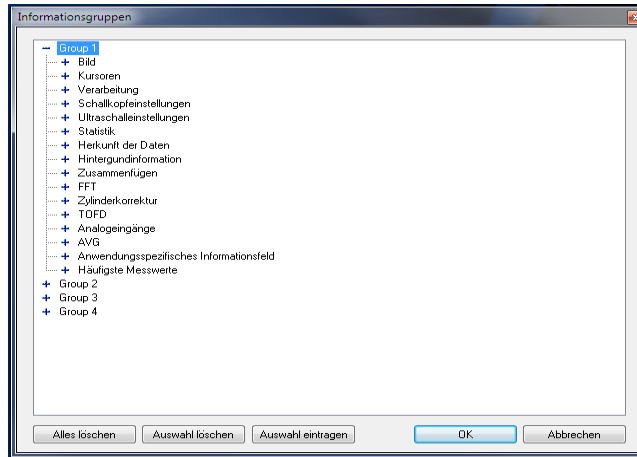 Informationsgruppen
Group 1
Bild
Kursoren
Verarbeitung
Schallkopfeinstellungen
Ultraschalleinstellungen
Statistik
Herkunft der Daten
Hintergundinformation
Zusammenfügen
FFT
Zylinderkorrektur
TOFD
Analogeingänge
AVG
Anwendungsspezifisches Informationsfeld
Häufigste Messwerte
Group 2
Group 3
Group 4
Alles löschen Auswahl löschen Auswahl eintragen OK Abbrechen